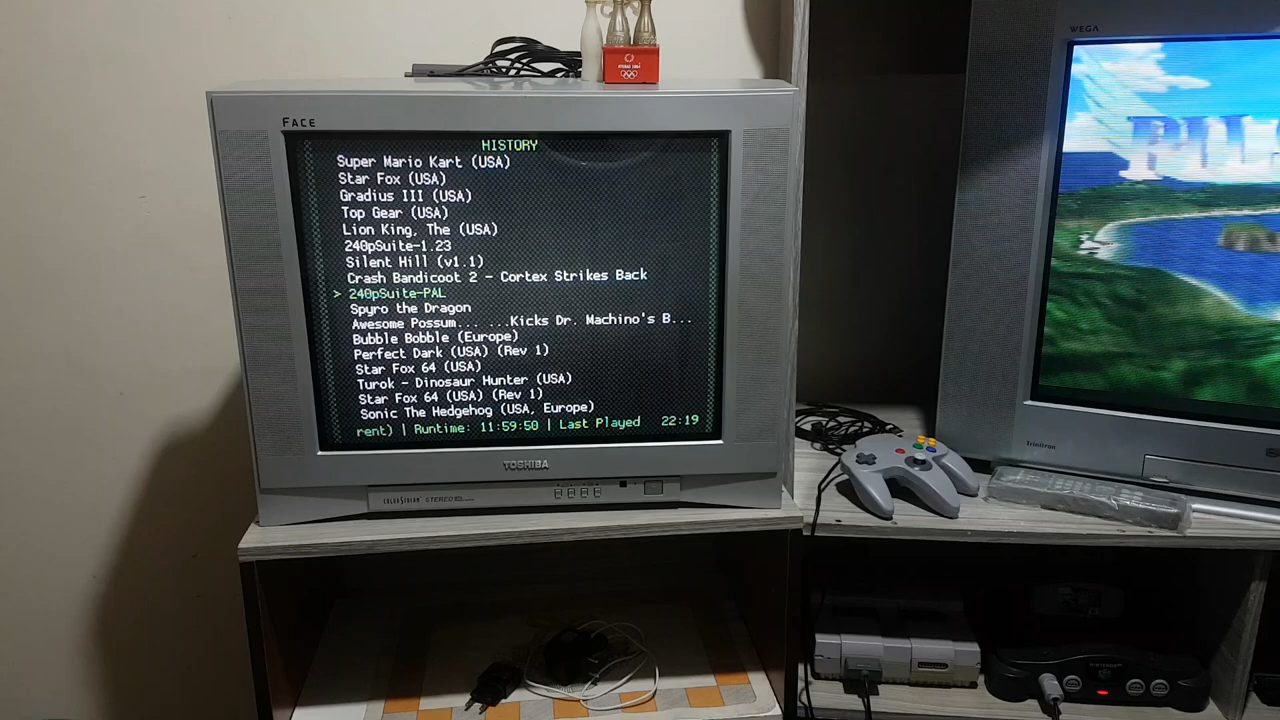 WEGA
ATENAS 2004
FACE
HISTORY
Super Mario Kart (USA)
Star Fox (USA)
Gradius III (USA)
Top Gear (USA)
Lion King, The (USA)
240pSuite-1.23
Silent Hill (v1.1)
Crash Bandicoot 2 - Cortex Strikes Back
> 240pSuite-PAL
Spyro the Dragon
Awesome Possum... ...Kicks Dr. Machino's B...
Bubble Bobble (Europe)
Perfect Dark (USA) (Rev 1)
Star Fox 64 (USA)
Turok - Dinosaur Hunter (USA)
Star Fox 64 (USA) (Rev 1)
Sonic The Hedgehog (USA, Europe)
rent) | Runtime: 11:59:50 | Last Played 22:19
Trinitron
TOSHIBA
COLORSTREAM STEREO